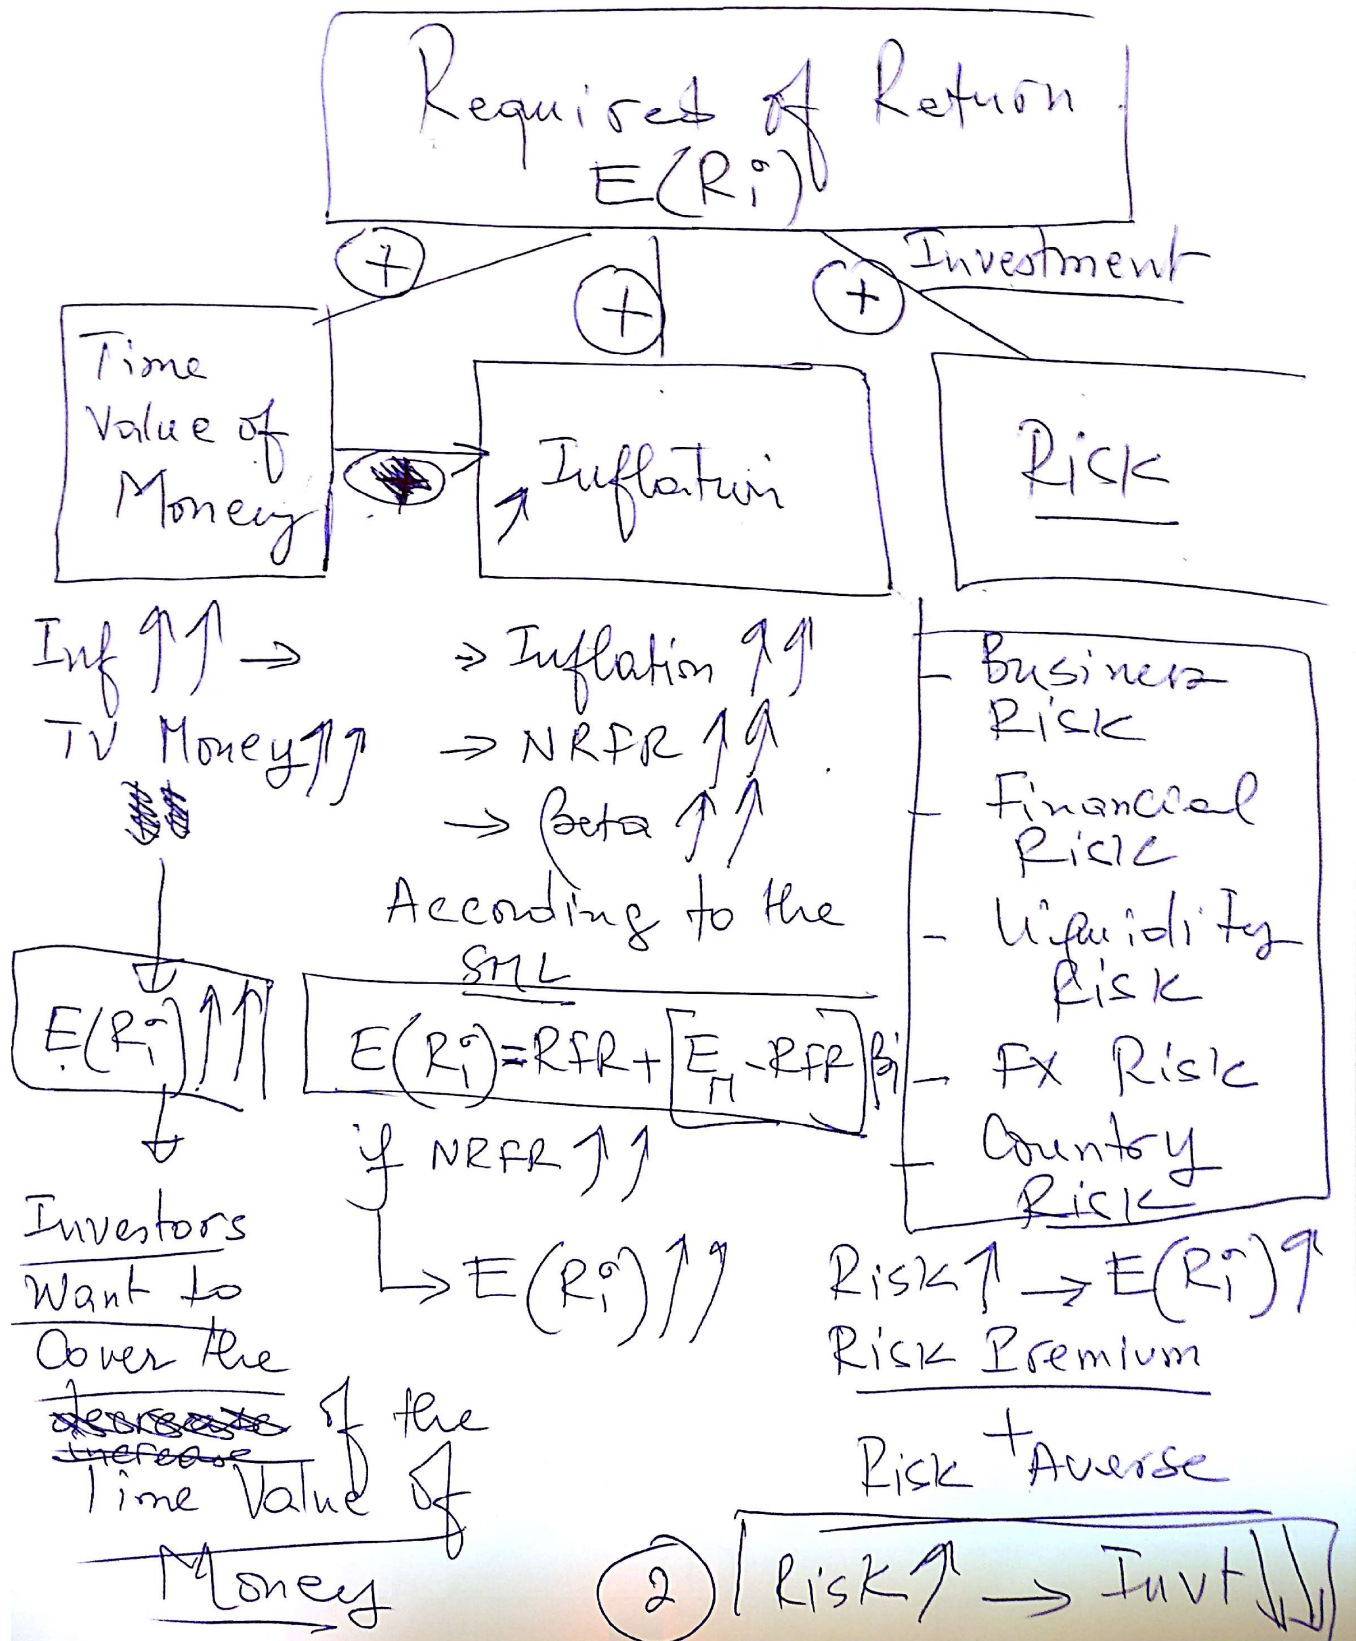 Required of Return
E(Ri)
+
+
+
Investment
Time
Value of
Money
Inflation
↑
Risk
Inf ↑↑ →
TV Money ↑↑
E(Ri) ↑↑
Investors
Want to
Cover the
decrease of the
increase
Time Value of
Money
→ Inflation ↑↑
→ NRFR ↑↑
→ Beta ↑↑
According to the
SML
E(Ri) = RFR + [E_M - RFR] βi
if NRFR ↑↑
→ E(Ri) ↑↑
- Business
Risk
- Financial
Risk
- Liquidity
Risk
- FX Risk
- Country
Risk
Risk ↑ → E(Ri) ↑
Risk Premium
+
Risk Averse
2
Risk ↑ → Invt ↓↓